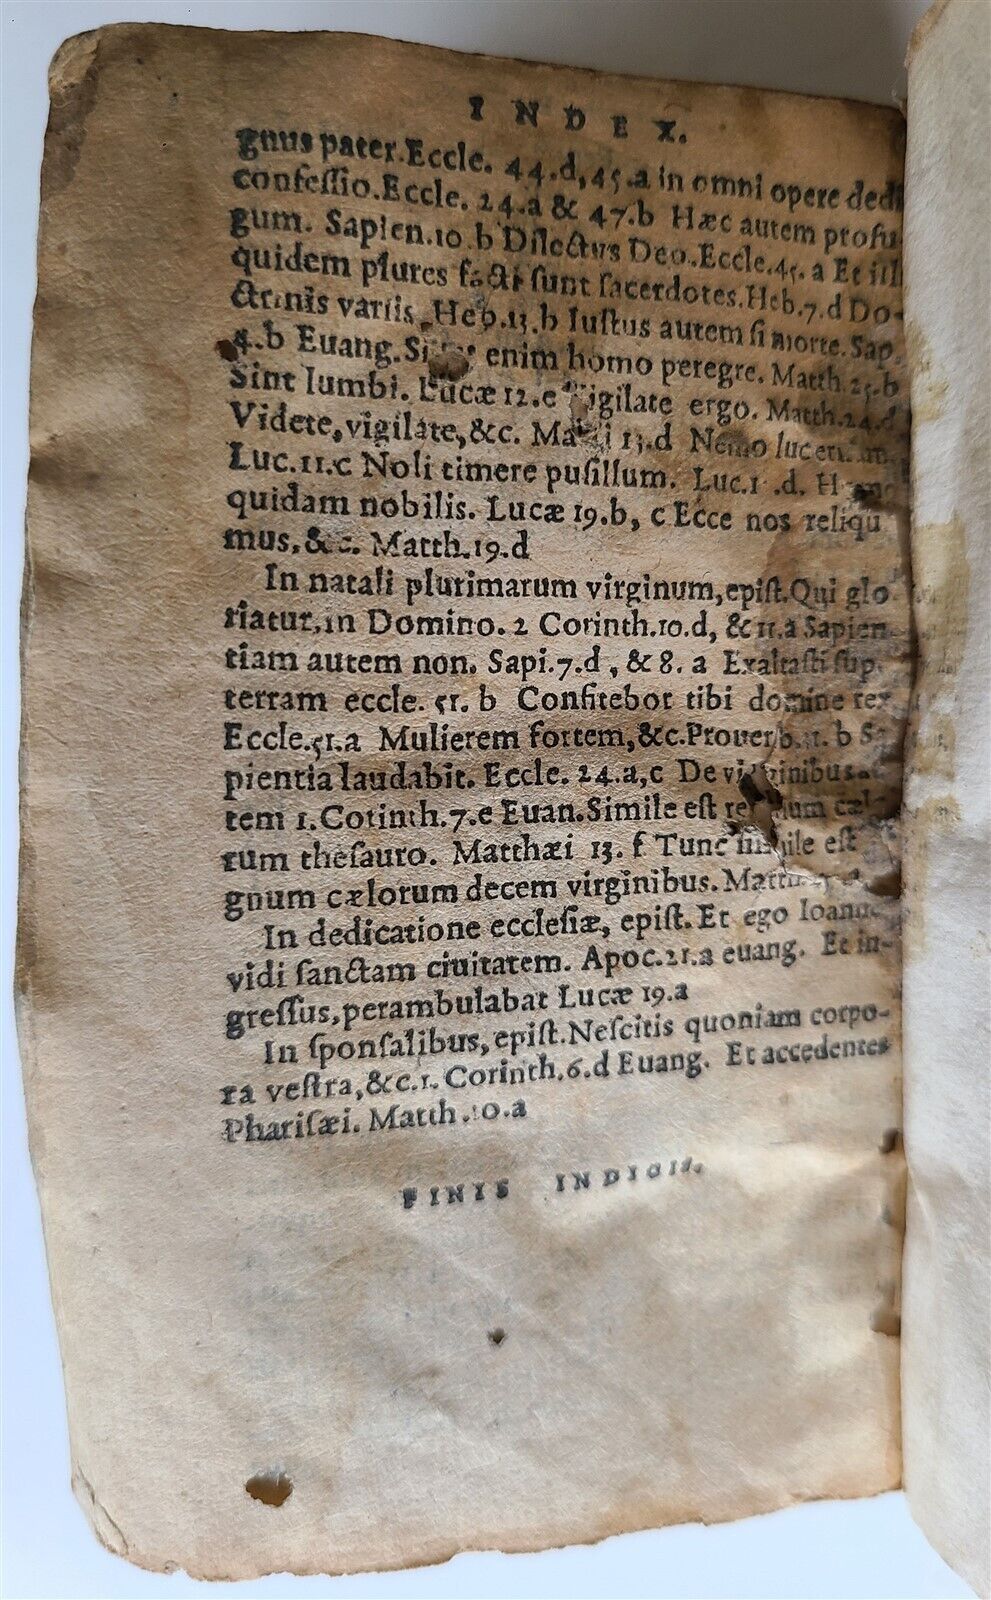 INDEX.
gnus pater.Eccle. 44.d,45.a in omni opere dedi
confeſſio.Eccle. 24.a & 47.b Hæc autem profu
gum. Sapien.10.b Dilectus Deo.Eccle.45.a Et illi
quidem plures facti ſunt ſacerdotes.Heb.7.d Do-
ctrinis variis.Heb.13.b Iuſtus autem ſi morte.Sap.
4.b Euang. enim homo peregre. Matth.25.b
Sint lumbi. Lucæ 12.e Vigilate ergo. Matth.24.d
Videte,vigilate,&c. 13.d Nemo
Luc.11.c Noli timere puſillum.
quidam nobilis. Lucæ 19.b, c Ecce nos reliqu
mus,&c. Matth.19.d
In natali plurimarum virginum,epiſt.Qui glo
riatur,in Domino. 2 Corinth.10.d, & 11.a Sapien
tiam autem non. Sapi.7.d , & 8. a Exaltaſti ſup.
terram eccle. 51. b Confitebor tibi domine rex
Eccle.51.a Mulierem fortem,&c. b Sa
pientia laudabit. Eccle. 24.a,c De virginibus
tem 1. Corinth.7.e Euan.Simile eſt
rum theſauro. Matthæi 13. f Tunc ſimile eſt
gnum cælorum decem virginibus.
In dedicatione eccleſiæ, epiſt.Et ego
vidi ſanctam ciuitatem. Apoc.21.a euang. Et in-
greſſus,perambulabat Lucæ 19.a
In ſponſalibus,epiſt.Neſcitis quoniam corpo-
ra veſtra,&c.1. Corinth.6.d Euang. Et accedentes
Phariſæi. Matth
FINIS INDICIS.